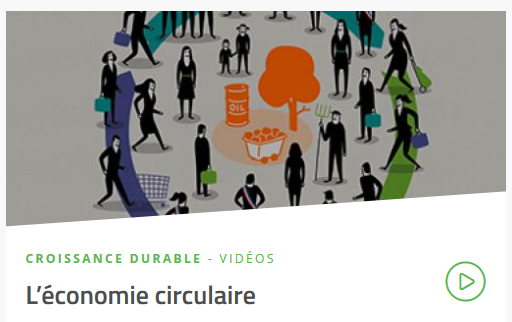 OIL
CROISSANCE DURABLE - VIDÉOS
L'économie circulaire